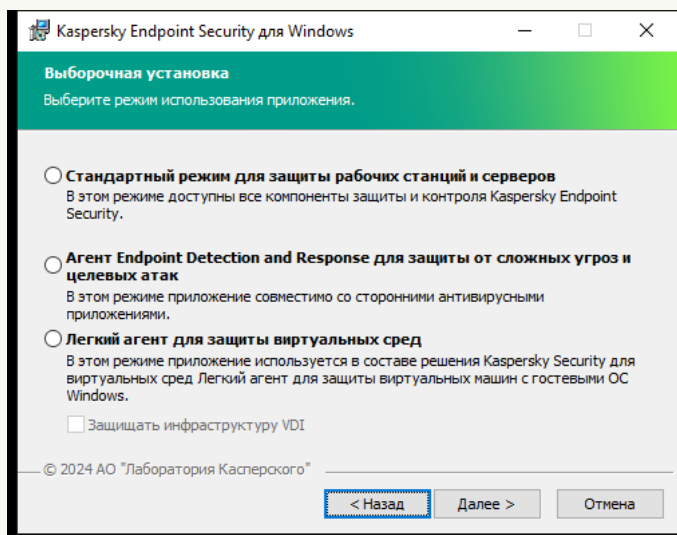 Kaspersky Endpoint Security для Windows
Выборочная установка
Выберите режим использования приложения.
Стандартный режим для защиты рабочих станций и серверов
В этом режиме доступны все компоненты защиты и контроля Kaspersky Endpoint
Security.
Агент Endpoint Detection and Response для защиты от сложных угроз и
целевых атак
В этом режиме приложение совместимо со сторонними антивирусными
приложениями.
Легкий агент для защиты виртуальных сред
В этом режиме приложение используется в составе решения Kaspersky Security для
виртуальных сред Легкий агент для защиты виртуальных машин с гостевыми ОС
Windows.
Защищать инфраструктуру VDI
© 2024 АО "Лаборатория Касперского"
< Назад Далее > Отмена